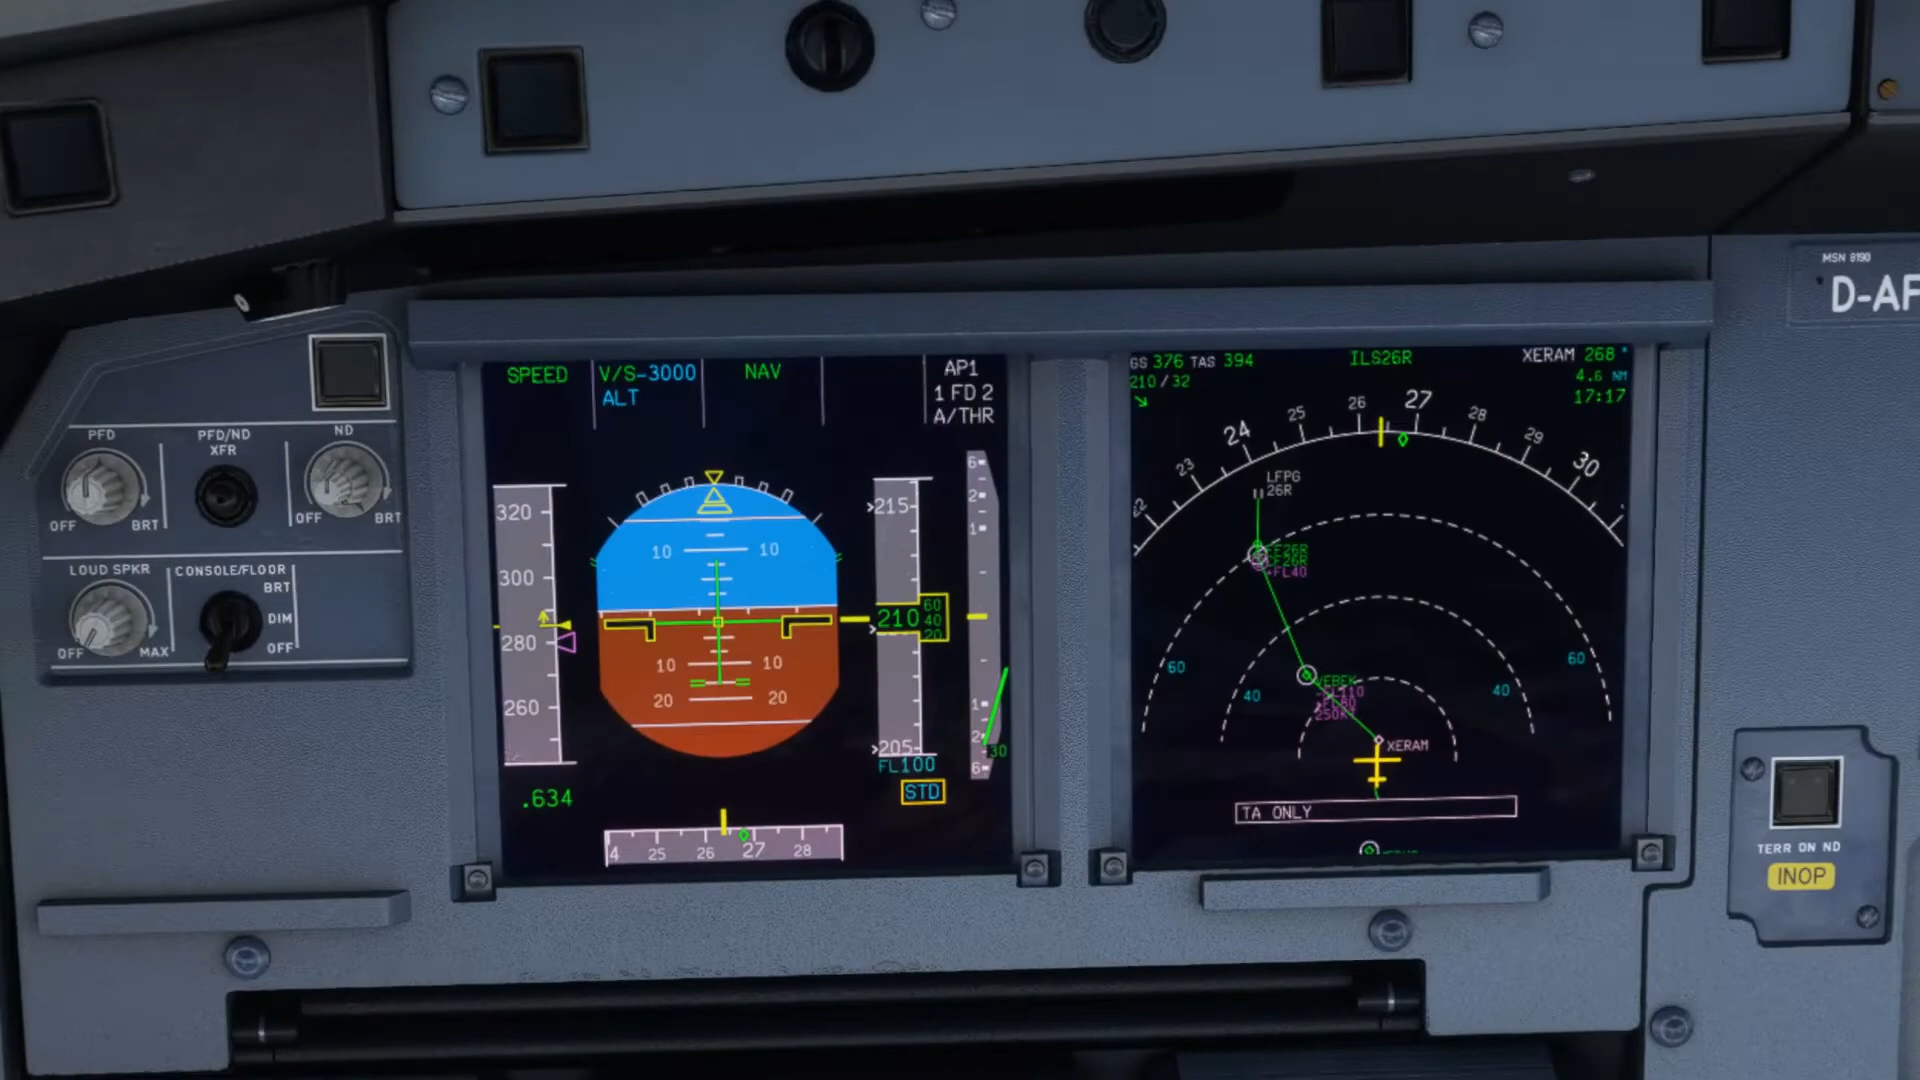 MSN 8190
D-AF
PFD
PFD/ND
XFR
ND
OFF
BRT
OFF
BRT
LOUD SPKR
CONSOLE/FLOOR
BRT
DIM
OFF
MAX
OFF
SPEED
V/S-3000
NAV
AP1
ALT
1 FD 2
A/THR
320
300
280
260
.634
10 10
10 10
20 20
215
210
60
40
20
205
FL100
STD
6
2
1
1
2
30
6
4 25 26 27 28
GS 376 TAS 394
ILS26R
XERAM 268°
210/32
4.6 NM
17:17
22 23 24 25 26 27 28 29 30
LFPG
26R
-FL40
60 60
40 40
-FL110
250KT
XERAM
TA ONLY
TERR ON ND
INOP